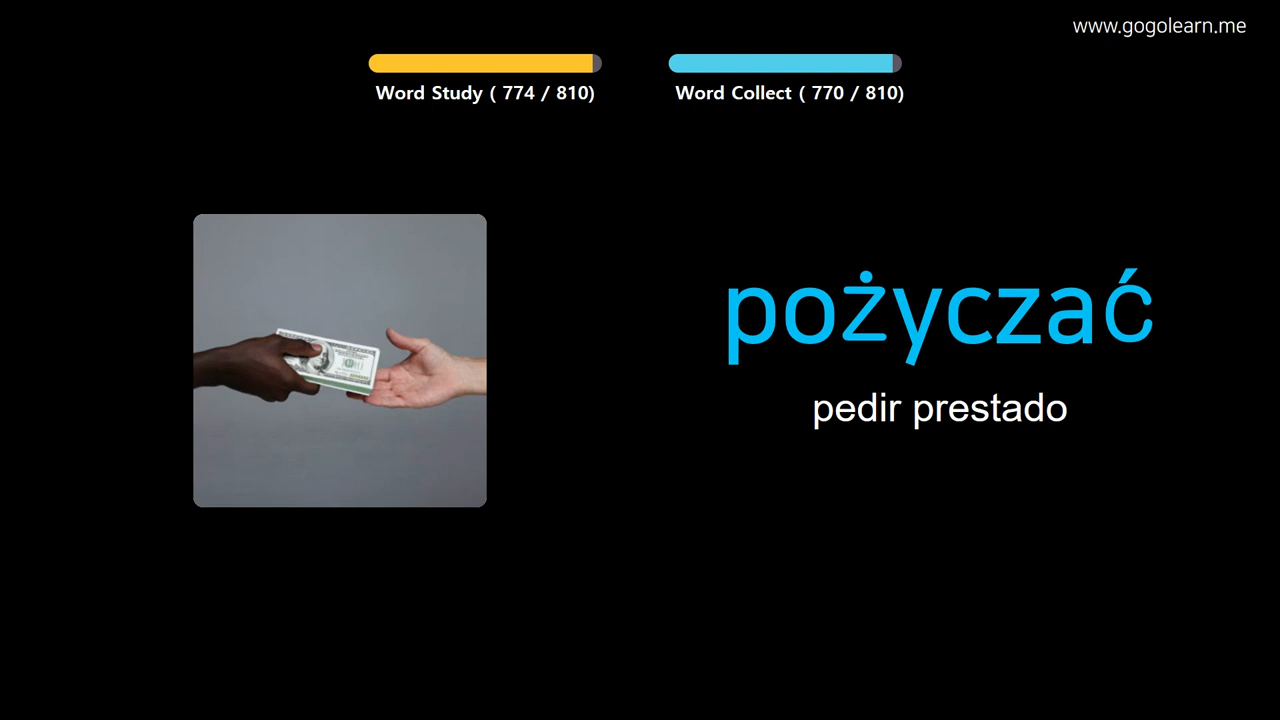 www.gogolearn.me
Word Study ( 774 / 810)
Word Collect ( 770 / 810)
pożyczać
pedir prestado